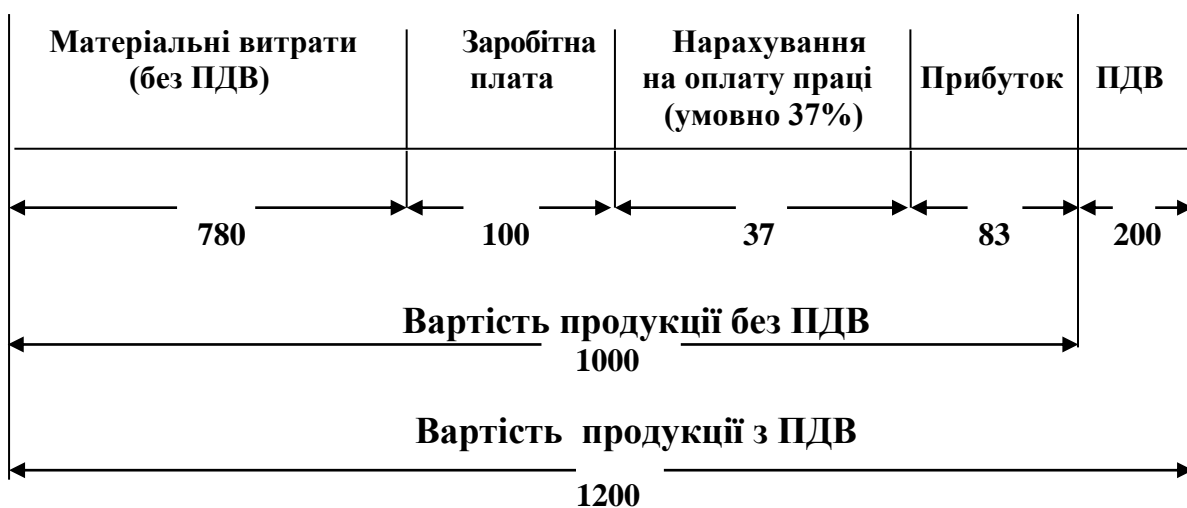 Матеріальні витрати
(без ПДВ)
Заробітна
плата
Нарахування
на оплату праці
(умовно 37%)
Прибуток
ПДВ
780
100
37
83
200
Вартість продукції без ПДВ
1000
Вартість продукції з ПДВ
1200